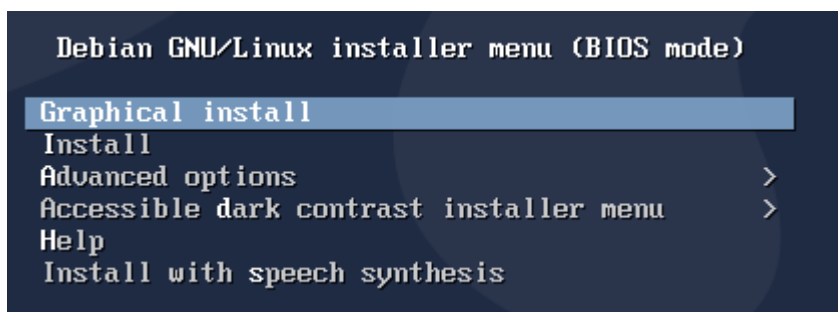 Debian GNU/Linux installer menu (BIOS mode)
Graphical install
Install
Advanced options >
Accessible dark contrast installer menu >
Help
Install with speech synthesis